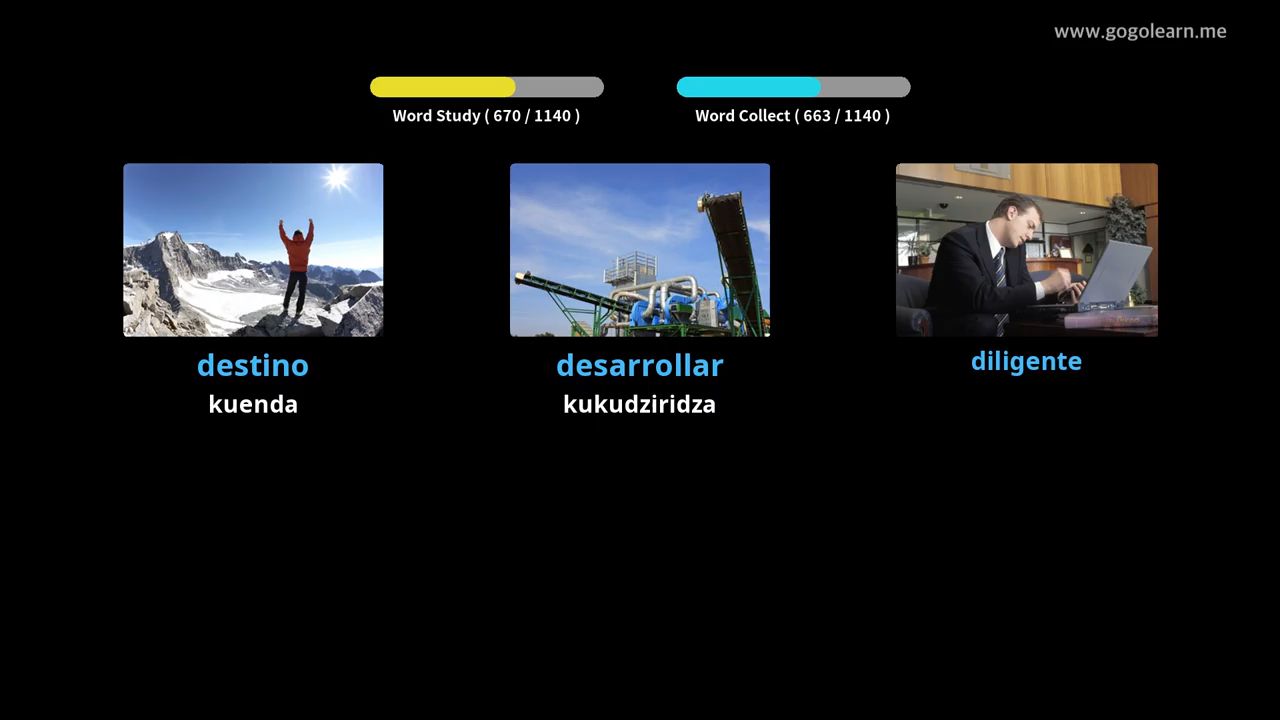 www.gogolearn.me
Word Study ( 670 / 1140 )
Word Collect ( 663 / 1140 )
destino
desarrollar
diligente
kuenda
kukudziridza